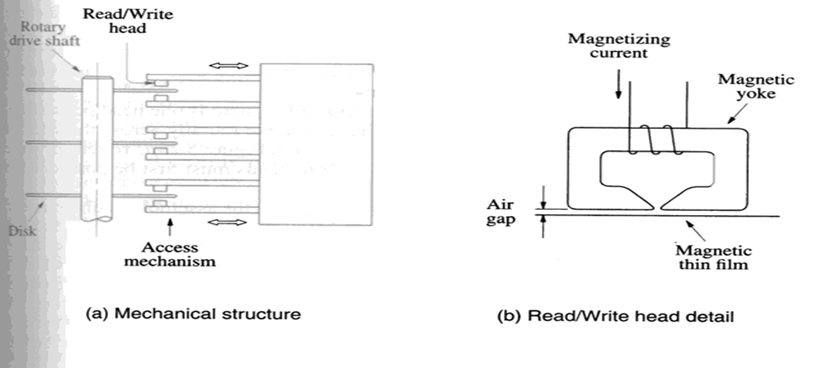 Read/Write
head
Rotary
drive shaft
Disk
Access
mechanism
(a) Mechanical structure
Magnetizing
current
Magnetic
yoke
Air
gap
Magnetic
thin film
(b) Read/Write head detail